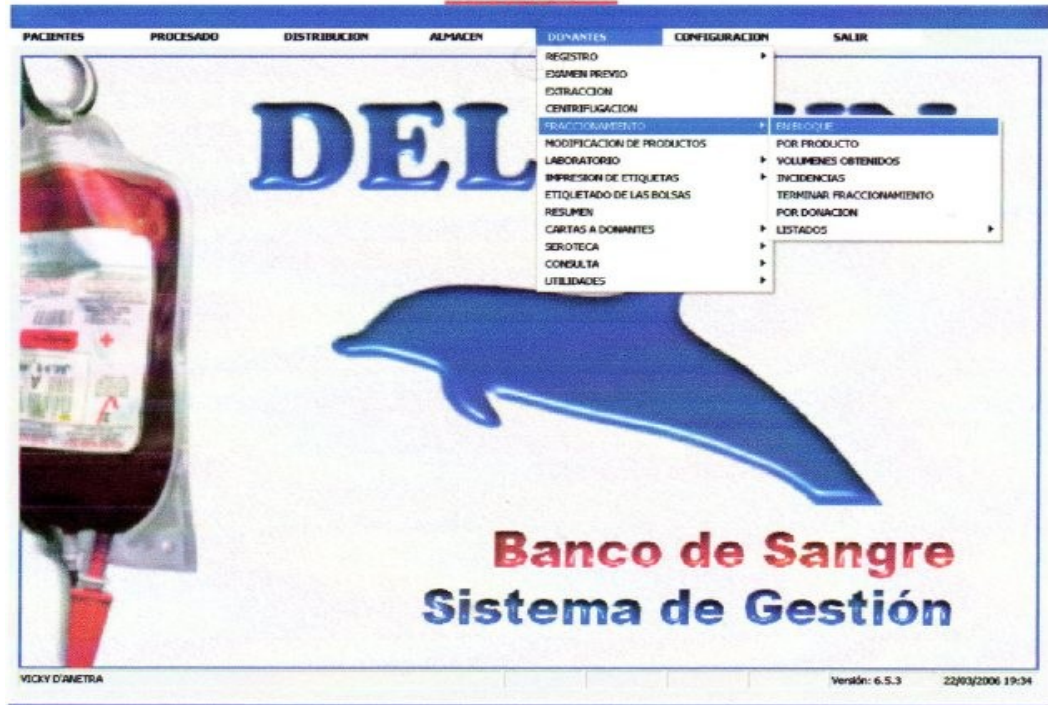 PACIENTES PROCESADO DISTRIBUCION ALMACEN DONANTES CONFIGURACION SALIR
REGISTRO
EXAMEN PREVIO
EXTRACCION
CENTRIFUGACION
FRACCIONAMIENTO
MODIFICACION DE PRODUCTOS
LABORATORIO
IMPRESION DE ETIQUETAS
ETIQUETADO DE LAS BOLSAS
RESUMEN
CARTAS A DONANTES
SEROTECA
CONSULTA
UTILIDADES
EN BLOQUE
POR PRODUCTO
VOLUMENES OBTENIDOS
INCIDENCIAS
TERMINAR FRACCIONAMIENTO
POR DONACION
LISTADOS
DEL
Banco de Sangre
Sistema de Gestión
VICKY D'ANETRA Versión: 6.5.3 22/03/2006 19:34